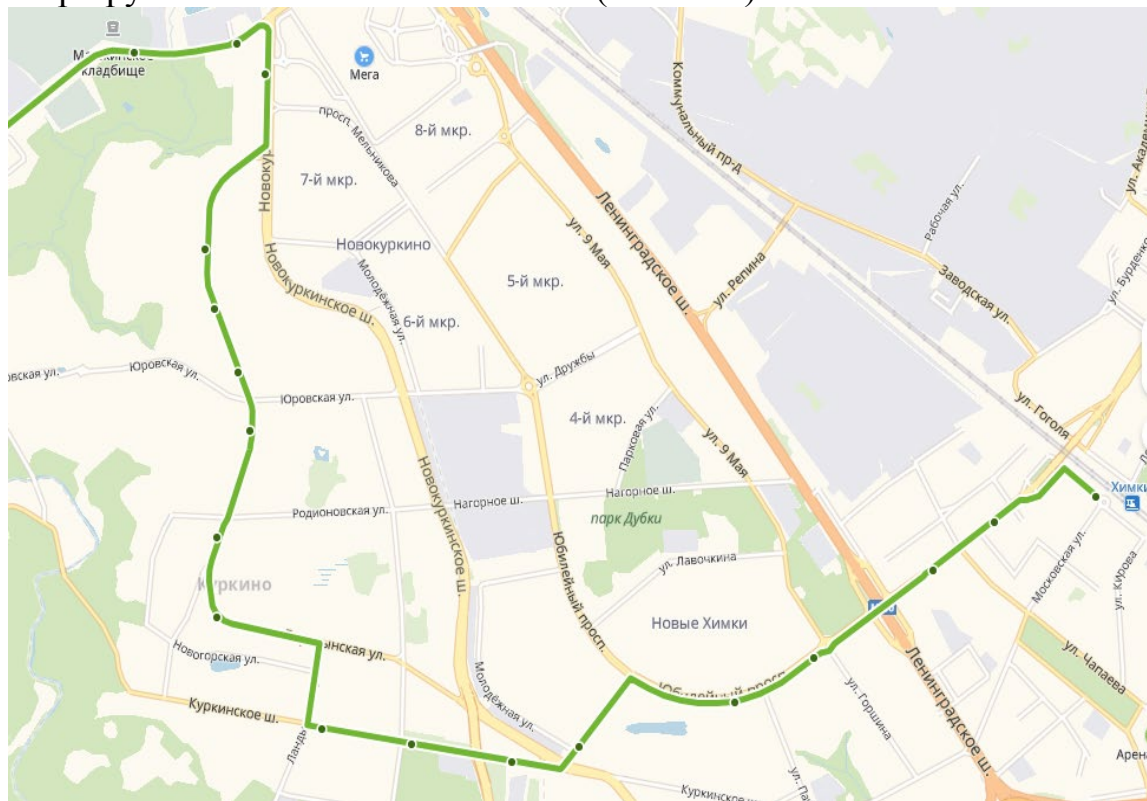 кладбище
Мега
8-й мкр.
просп. Мельникова
7-й мкр.
Новокуркино
Молодёжная ул.
Новокуркинское ш.
6-й мкр.
5-й мкр.
ул. 9 Мая
Ленинградское ш.
ул. Репина
Коммунальный пр-д
Рабочая ул.
Заводская ул.
ул. Гоголя
ул. Дружбы
4-й мкр.
Парковая ул.
ул. 9 Мая
Юровская ул.
Юровская ул.
Новокуркинское ш.
Нагорное ш.
Нагорное ш.
Родионовская ул.
парк Дубки
Юбилейный просп.
ул. Лавочкина
Новые Химки
Куркино
Новогорская ул.
Куркинское ш.
Молодёжная ул.
Куркинское ш.
ул. Горшина
Ленинградское ш.
Московская ул.
ул. Кирова
ул. Чапаева